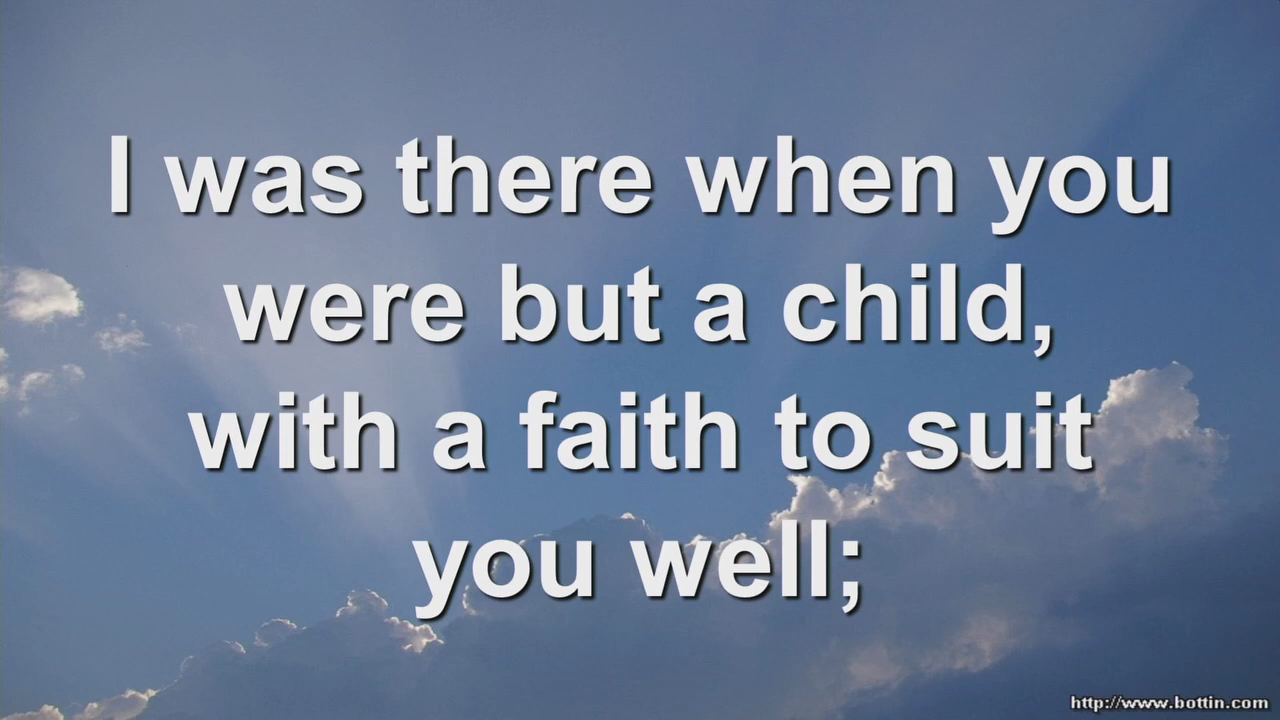 I was there when you
were but a child,
with a faith to suit
you well;
http://www.bottin.com